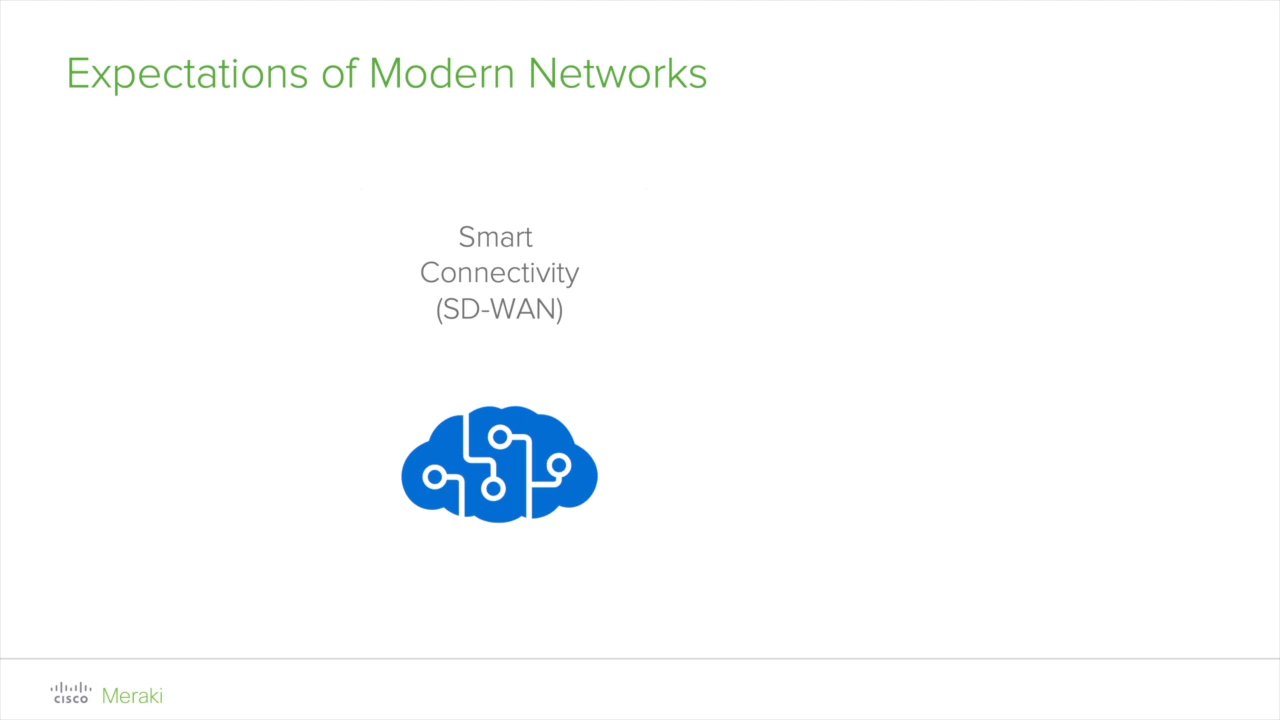 Expectations of Modern Networks
Smart
Connectivity
(SD-WAN)
cisco Meraki